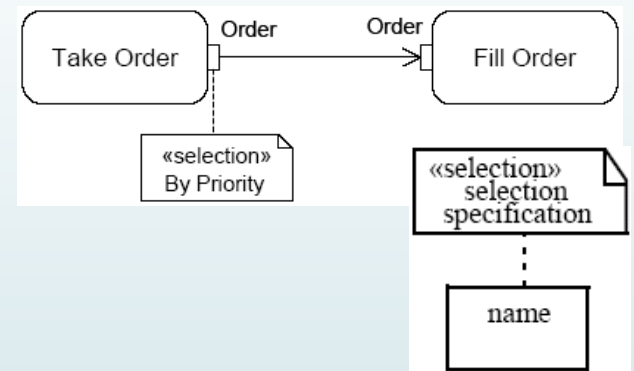 Order
Order
Take Order
Fill Order
«selection»
By Priority
«selection»
selection
specification
name